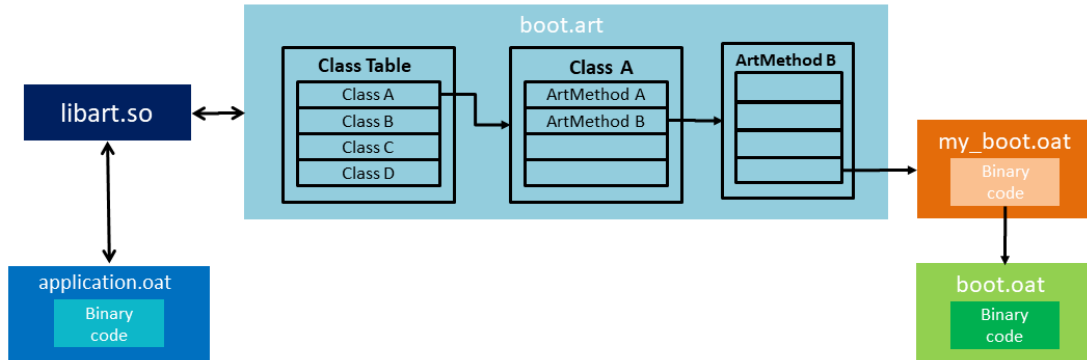 boot.art
libart.so
Class Table
Class A
Class B
Class C
Class D
Class A
ArtMethod A
ArtMethod B
ArtMethod B
my_boot.oat
Binary
code
application.oat
Binary
code
boot.oat
Binary
code